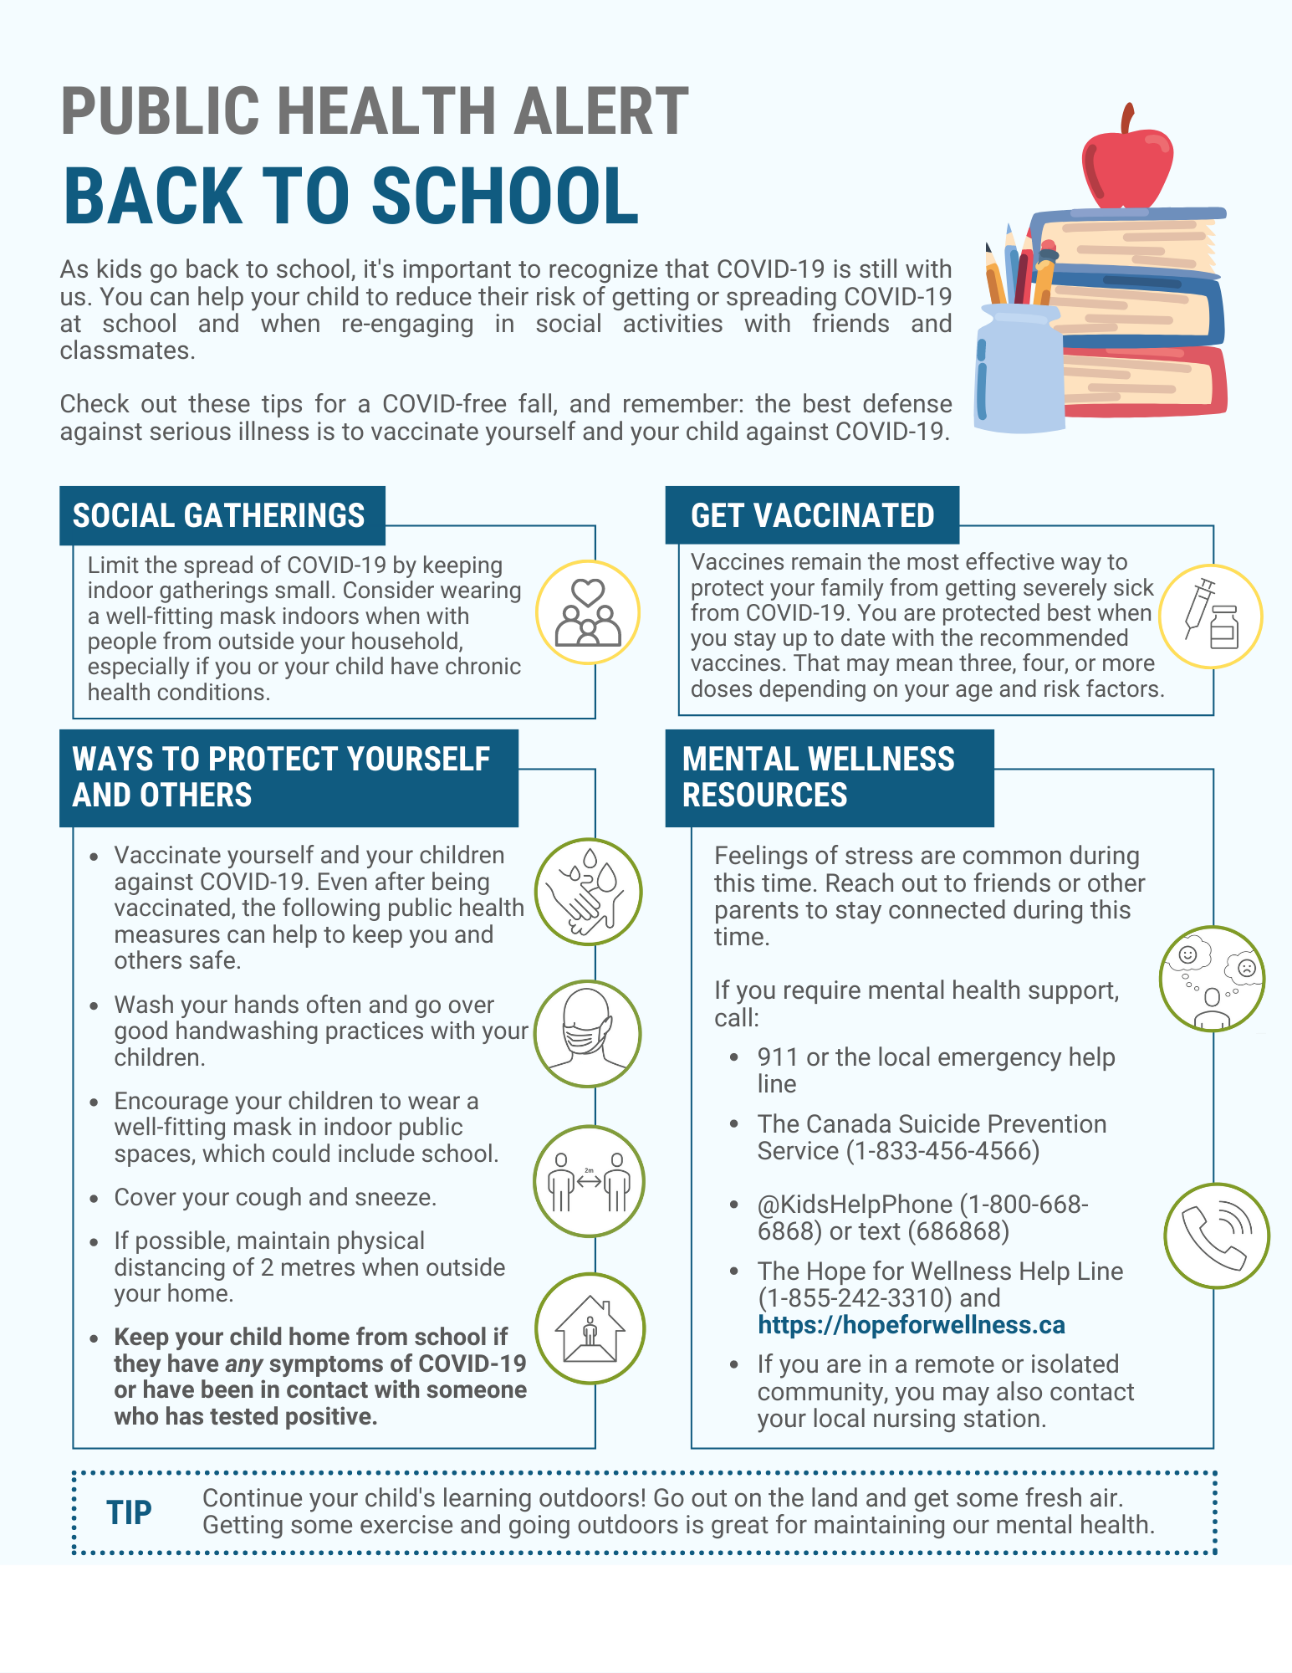 PUBLIC HEALTH ALERT
BACK TO SCHOOL
As kids go back to school, it's important to recognize that COVID-19 is still with
us. You can help your child to reduce their risk of getting or spreading COVID-19
at school and when re-engaging in social activities with friends and
classmates.
Check out these tips for a COVID-free fall, and remember: the best defense
against serious illness is to vaccinate yourself and your child against COVID-19.
SOCIAL GATHERINGS
Limit the spread of COVID-19 by keeping
indoor gatherings small. Consider wearing
a well-fitting mask indoors when with
people from outside your household,
especially if you or your child have chronic
health conditions.
GET VACCINATED
Vaccines remain the most effective way to
protect your family from getting severely sick
from COVID-19. You are protected best when
you stay up to date with the recommended
vaccines. That may mean three, four, or more
doses depending on your age and risk factors.
WAYS TO PROTECT YOURSELF
AND OTHERS
• Vaccinate yourself and your children
against COVID-19. Even after being
vaccinated, the following public health
measures can help to keep you and
others safe.
• Wash your hands often and go over
good handwashing practices with your
children.
• Encourage your children to wear a
well-fitting mask in indoor public
spaces, which could include school.
• Cover your cough and sneeze.
• If possible, maintain physical
distancing of 2 metres when outside
your home.
• Keep your child home from school if
they have any symptoms of COVID-19
or have been in contact with someone
who has tested positive.
2m
MENTAL WELLNESS
RESOURCES
Feelings of stress are common during
this time. Reach out to friends or other
parents to stay connected during this
time.
If you require mental health support,
call:
• 911 or the local emergency help
line
• The Canada Suicide Prevention
Service (1-833-456-4566)
• @KidsHelpPhone (1-800-668-
6868) or text (686868)
• The Hope for Wellness Help Line
(1-855-242-3310) and
https://hopeforwellness.ca
• If you are in a remote or isolated
community, you may also contact
your local nursing station.
TIP
Continue your child's learning outdoors! Go out on the land and get some fresh air.
Getting some exercise and going outdoors is great for maintaining our mental health.